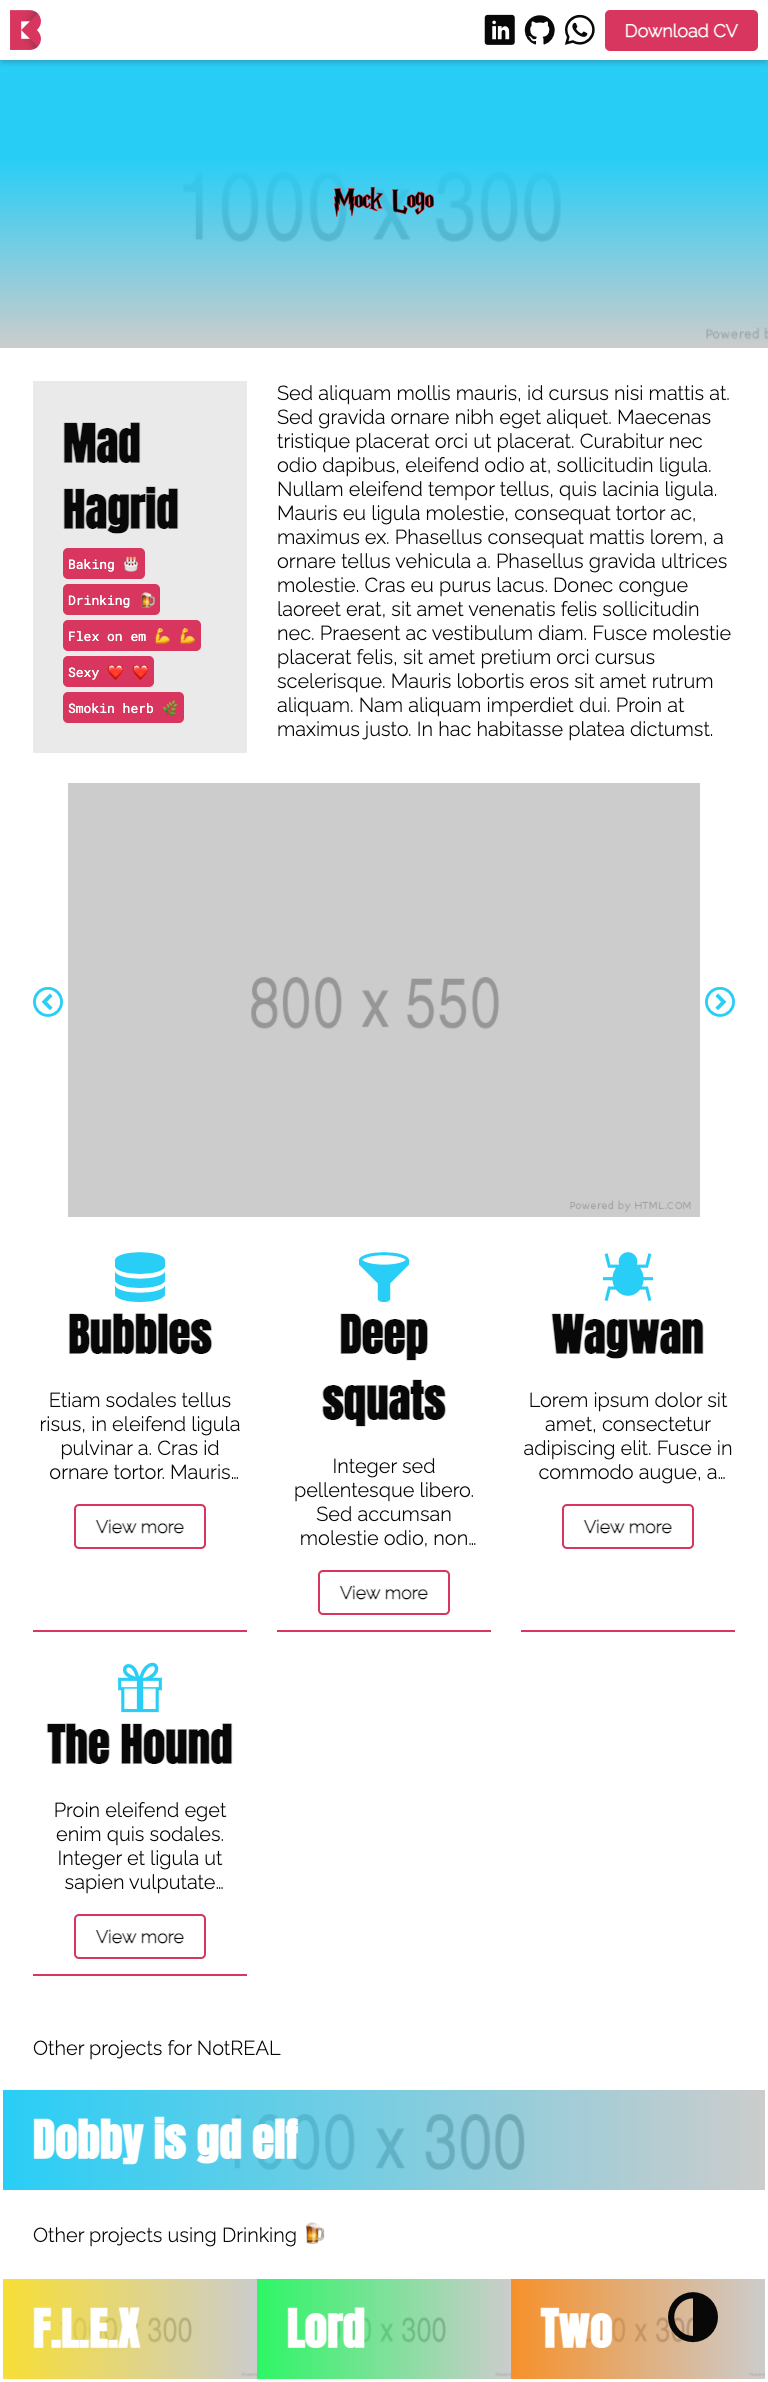 Download CV
1000 x 300
Mock Logo
Powered b
Mad
Hagrid
Baking 🎂
Drinking 🍺
Flex on em 💪 💪
Sexy ❤️ ❤️
Smokin herb 🌿
Sed aliquam mollis mauris, id cursus nisi mattis at.
Sed gravida ornare nibh eget aliquet. Maecenas
tristique placerat orci ut placerat. Curabitur nec
odio dapibus, eleifend odio at, sollicitudin ligula.
Nullam eleifend tempor tellus, quis lacinia ligula.
Mauris eu ligula molestie, consequat tortor ac,
maximus ex. Phasellus consequat mattis lorem, a
ornare tellus vehicula a. Phasellus gravida ultrices
molestie. Cras eu purus lacus. Donec congue
laoreet erat, sit amet venenatis felis sollicitudin
nec. Praesent ac vestibulum diam. Fusce molestie
placerat felis, sit amet pretium orci cursus
scelerisque. Mauris lobortis eros sit amet rutrum
aliquam. Nam aliquam imperdiet dui. Proin at
maximus justo. In hac habitasse platea dictumst.
800 x 550
Powered by HTML.COM
Bubbles
Etiam sodales tellus
risus, in eleifend ligula
pulvinar a. Cras id
ornare tortor. Mauris…
View more
Deep
squats
Integer sed
pellentesque libero.
Sed accumsan
molestie odio, non…
View more
Wagwan
Lorem ipsum dolor sit
amet, consectetur
adipiscing elit. Fusce in
commodo augue, a…
View more
The Hound
Proin eleifend eget
enim quis sodales.
Integer et ligula ut
sapien vulputate…
View more
Other projects for NotREAL
Dobby is gd elf
00 x 300
Other projects using Drinking 🍺
F.L.E.X
300
Lord
x 300
Two
x 300